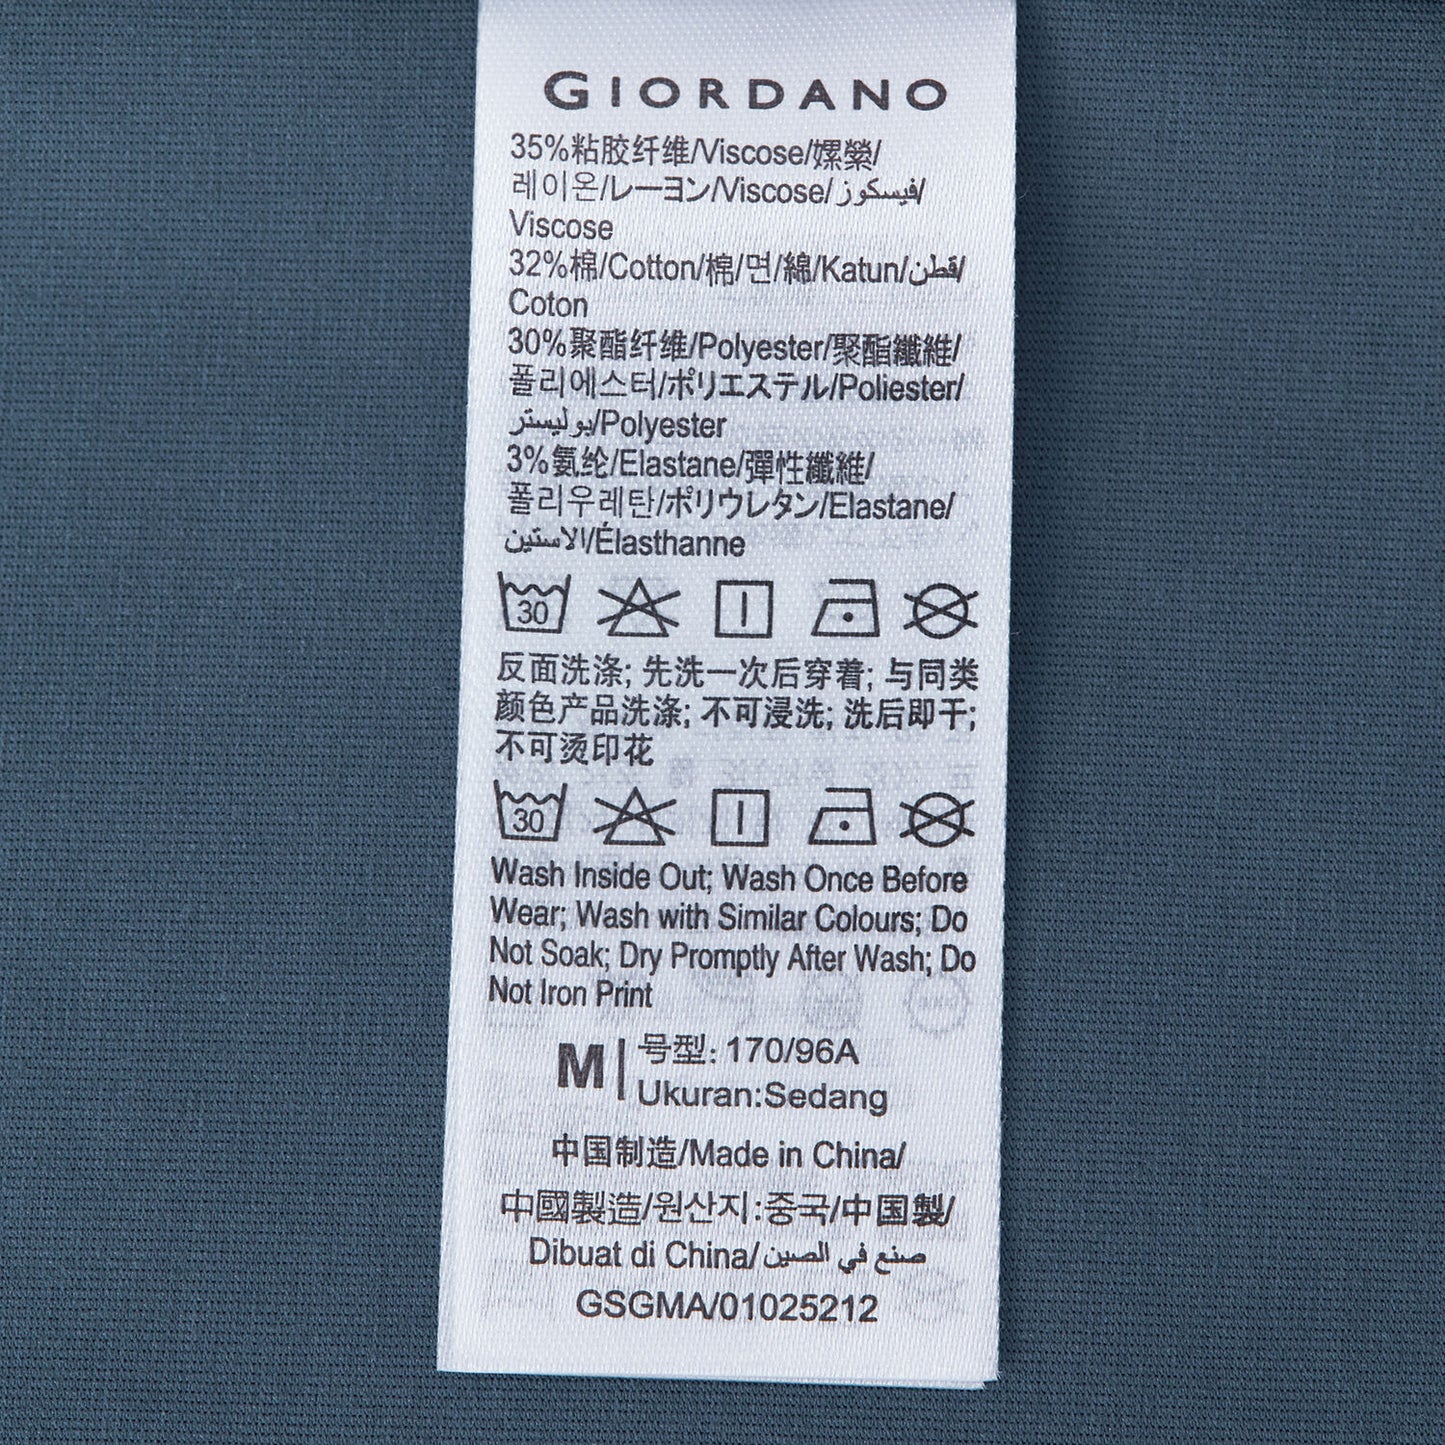 GIORDANO
35%粘胶纤维/Viscose/嫘縈/
레이온/レーヨン/Viscose/فيسكوز/
Viscose
32%棉/Cotton/棉/면/綿/Katun/قطن/
Coton
30%聚酯纤维/Polyester/聚酯纖維/
폴리에스터/ポリエステル/Poliester/
بوليستر/Polyester
3%氨纶/Elastane/彈性纖維/
폴리우레탄/ポリウレタン/Elastane/
الاستين/Élasthanne
30
反面洗涤; 先洗一次后穿着; 与同类
颜色产品洗涤; 不可浸洗; 洗后即干;
不可烫印花
30
Wash Inside Out; Wash Once Before
Wear; Wash with Similar Colours; Do
Not Soak; Dry Promptly After Wash; Do
Not Iron Print
M 号型: 170/96A
Ukuran:Sedang
中国制造/Made in China/
中國製造/원산지:중국/中国製/
Dibuat di China/صنع في الصين
GSGMA/01025212